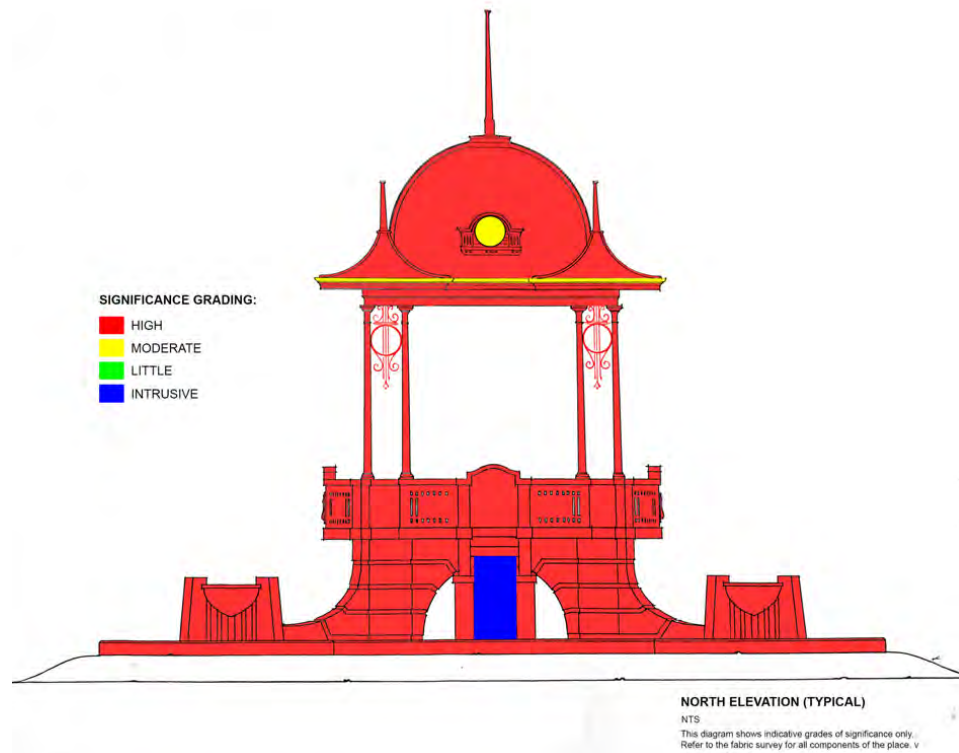 SIGNIFICANCE GRADING:
HIGH
MODERATE
LITTLE
INTRUSIVE
NORTH ELEVATION (TYPICAL)
NTS
This diagram shows indicative grades of significance only.
Refer to the fabric survey for all components of the place. v